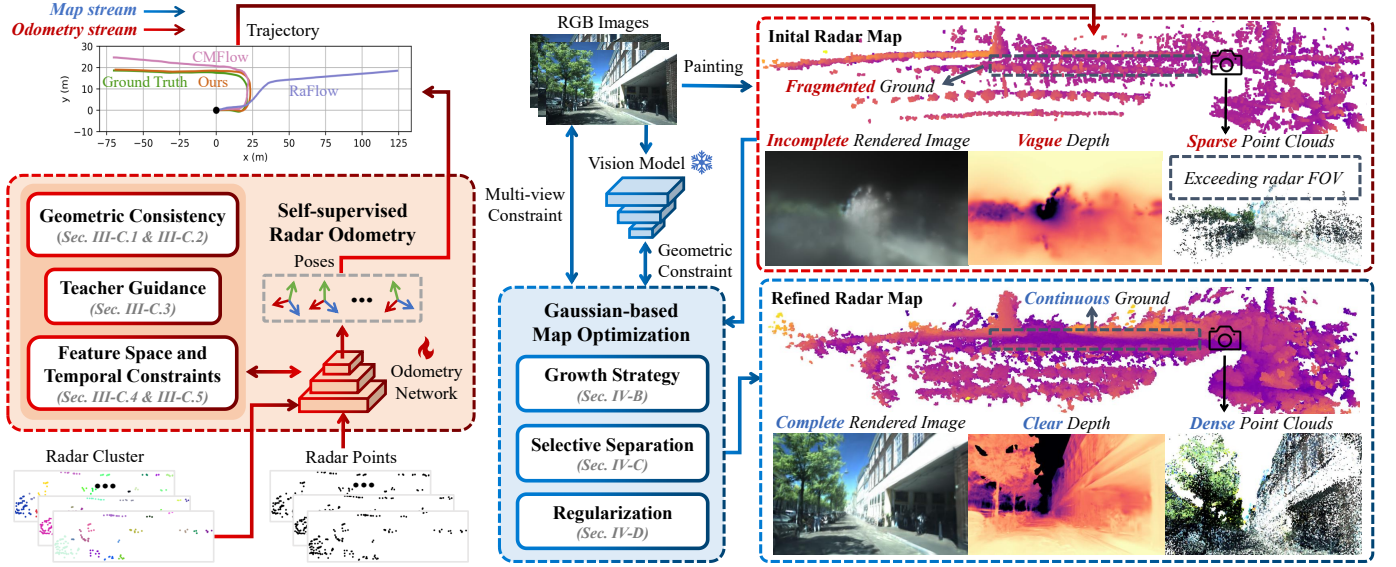 Map stream
Odometry stream
Trajectory
30
20
10
0
−10
y (m)
CMFlow
Ground Truth
Ours
RaFlow
−75
−50
−25
0
25
50
75
100
125
x (m)
Geometric Consistency
(Sec. III-C.1 & III-C.2)
Teacher Guidance
(Sec. III-C.3)
Feature Space and
Temporal Constraints
(Sec. III-C.4 & III-C.5)
Self-supervised
Radar Odometry
Poses
Odometry
Network
Radar Cluster
Radar Points
RGB Images
Painting
Vision Model
Multi-view
Constraint
Geometric
Constraint
Gaussian-based
Map Optimization
Growth Strategy
(Sec. IV-B)
Selective Separation
(Sec. IV-C)
Regularization
(Sec. IV-D)
Inital Radar Map
Fragmented Ground
Incomplete Rendered Image
Vague Depth
Sparse Point Clouds
Exceeding radar FOV
Refined Radar Map
Continuous Ground
Complete Rendered Image
Clear Depth
Dense Point Clouds